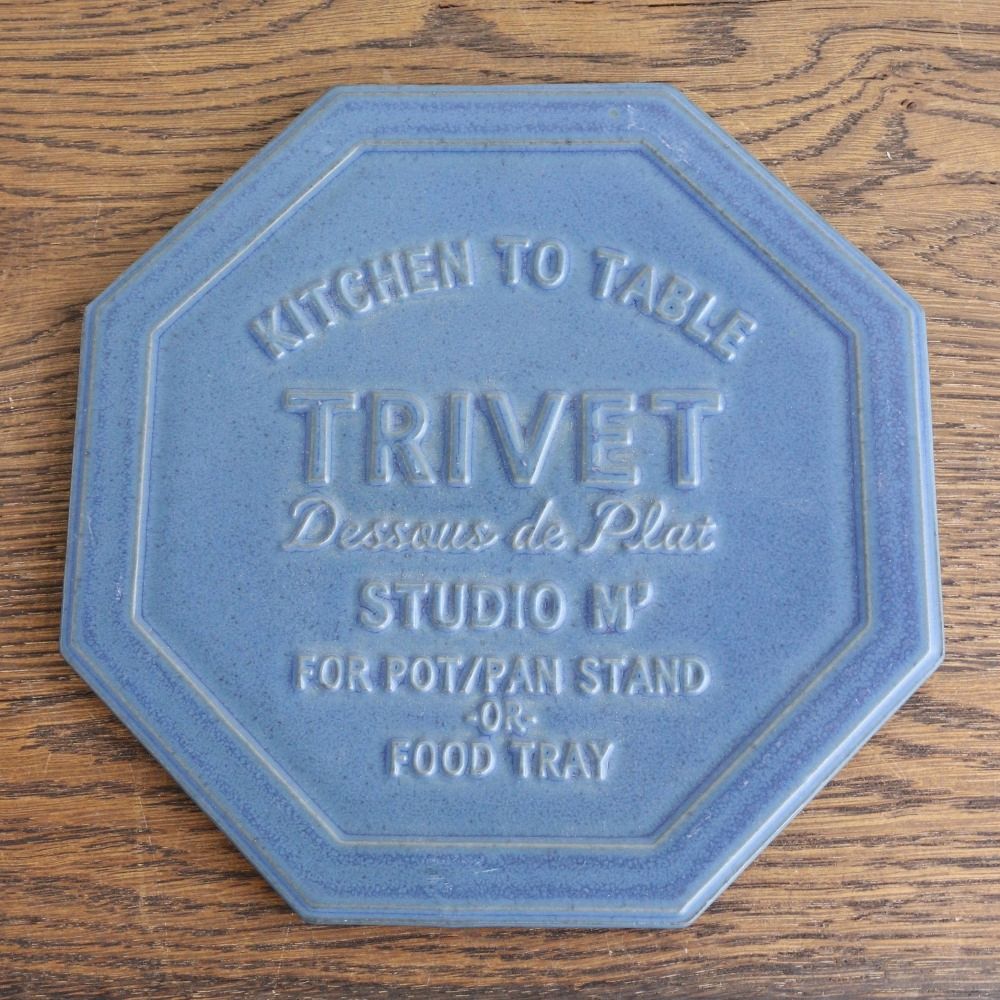 KITCHEN TO TABLE
TRIVET
Dessous de Plat
STUDIO M'
FOR POT/PAN STAND
-OR-
FOOD TRAY